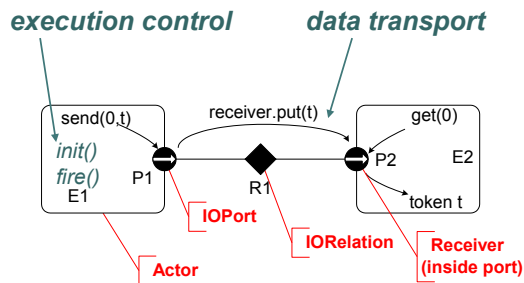 execution control
data transport
send(0,t)
receiver.put(t)
get(0)
init()
fire()
P1
E1
R1
P2
E2
token t
IOPort
IORelation
Receiver
(inside port)
Actor